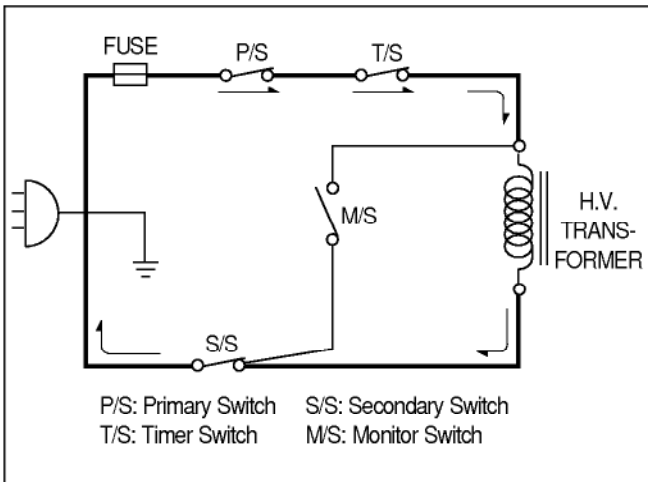 FUSE
P/S
T/S
M/S
H.V.
TRANS-
FORMER
S/S
P/S: Primary Switch S/S: Secondary Switch
T/S: Timer Switch M/S: Monitor Switch